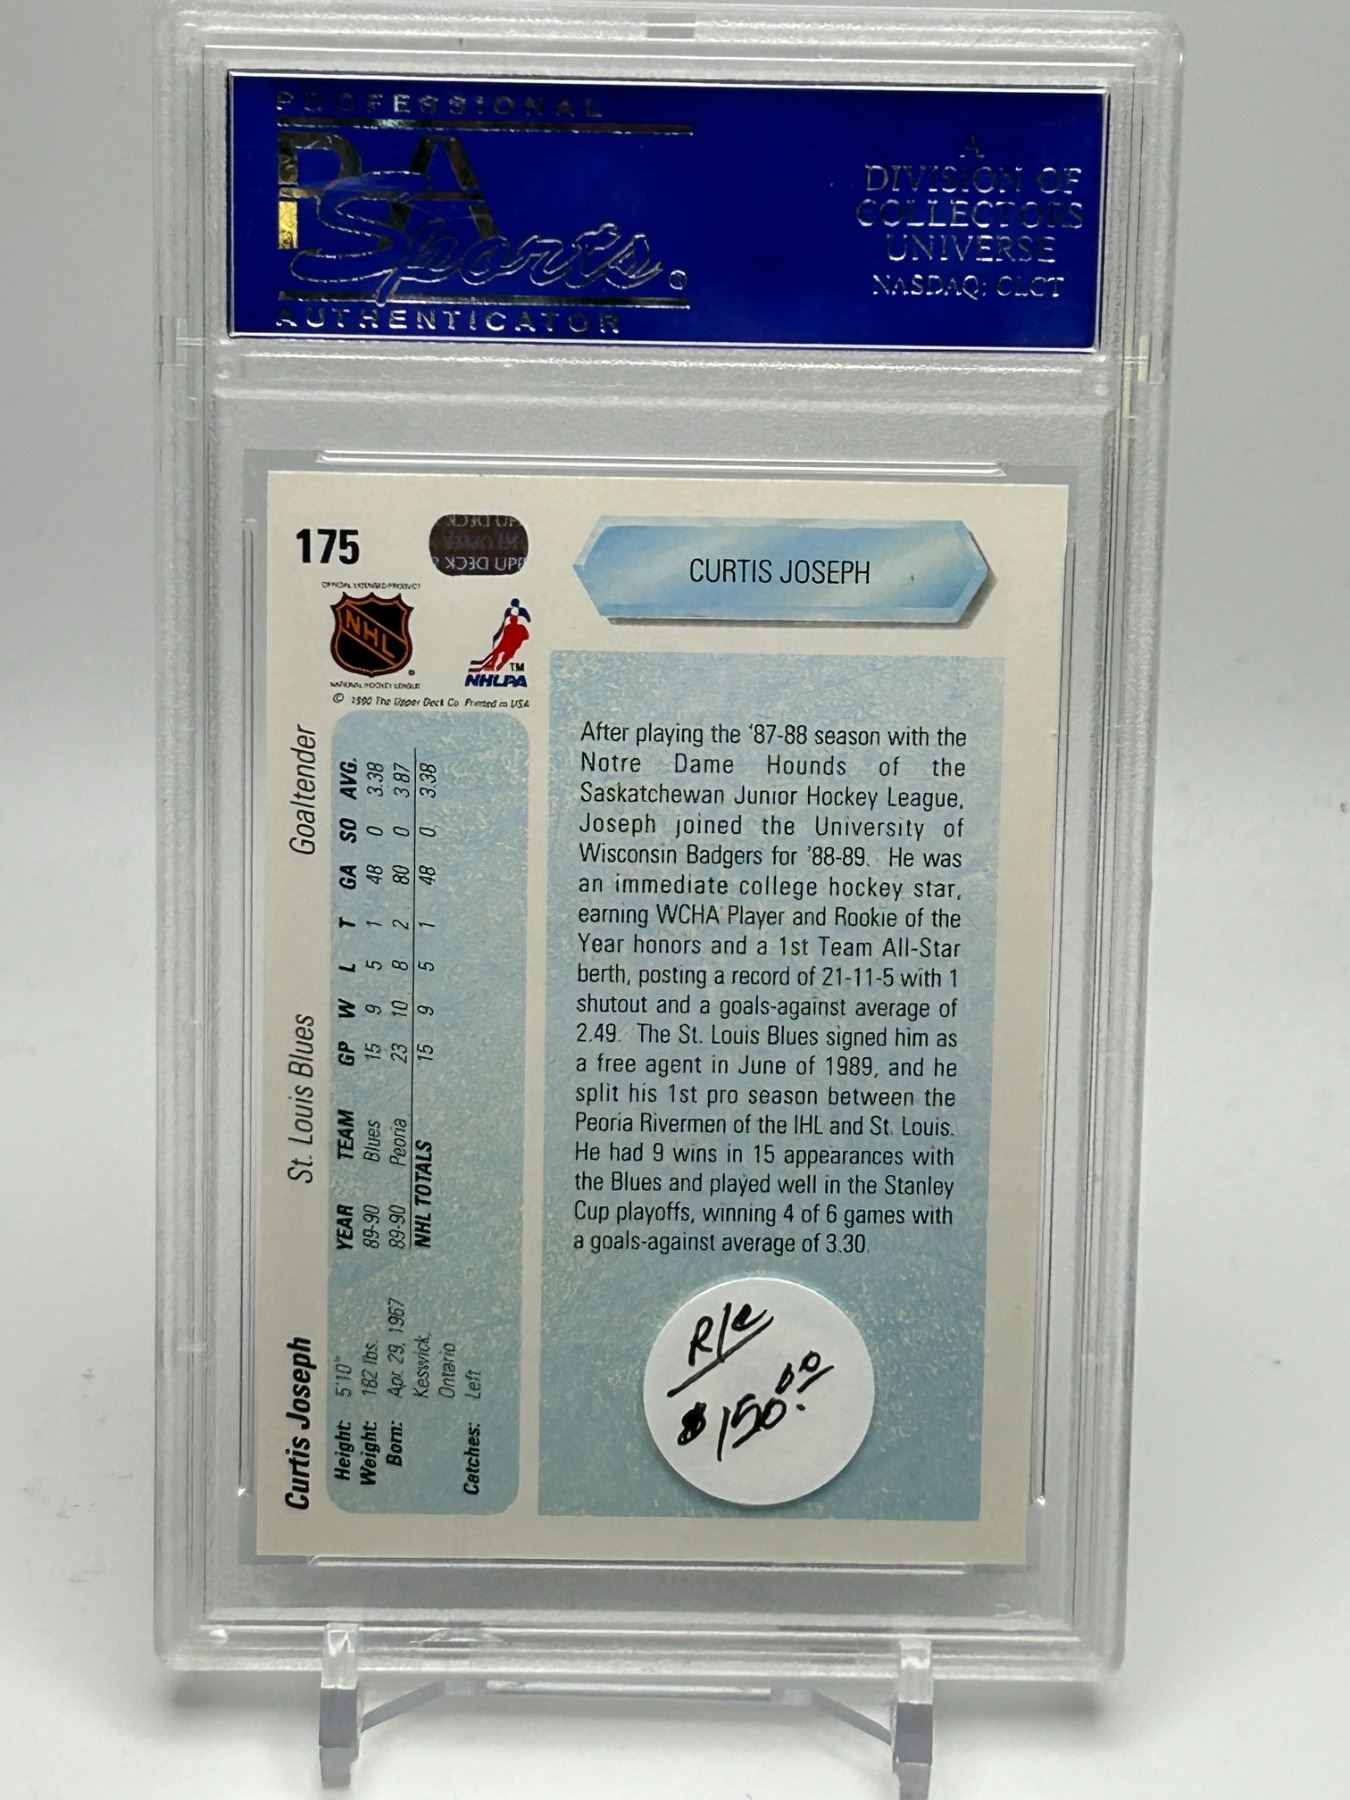 PROFESSIONAL
PSA
Sports®
AUTHENTICATOR
A
DIVISION OF
COLLECTORS
UNIVERSE
NASDAQ: CLCT
175
UPPER DECK
OFFICIAL LICENSED PRODUCT
NHL
NATIONAL HOCKEY LEAGUE
TM
NHLPA
© 1990 The Upper Deck Co. Printed in USA
CURTIS JOSEPH
After playing the '87-88 season with the
Notre Dame Hounds of the
Saskatchewan Junior Hockey League,
Joseph joined the University of
Wisconsin Badgers for '88-89. He was
an immediate college hockey star,
earning WCHA Player and Rookie of the
Year honors and a 1st Team All-Star
berth, posting a record of 21-11-5 with 1
shutout and a goals-against average of
2.49. The St. Louis Blues signed him as
a free agent in June of 1989, and he
split his 1st pro season between the
Peoria Rivermen of the IHL and St. Louis.
He had 9 wins in 15 appearances with
the Blues and played well in the Stanley
Cup playoffs, winning 4 of 6 games with
a goals-against average of 3.30.
Curtis Joseph St. Louis Blues Goaltender
Height: 5'10"
Weight: 182 lbs.
Born: Apr. 29, 1967
Keswick,
Ontario
Catches: Left
YEAR TEAM GP W L T GA SO AVG.
89-90 Blues 15 9 5 1 48 0 3.38
89-90 Peoria 23 10 8 2 80 0 3.87
NHL TOTALS 15 9 5 1 48 0 3.38
R/C
$150.00